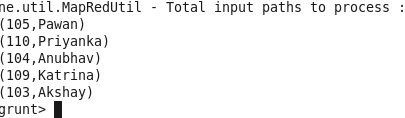 ne.util.MapRedUtil - Total input paths to process :
(105,Pawan)
(110,Priyanka)
(104,Anubhav)
(109,Katrina)
(103,Akshay)
grunt>